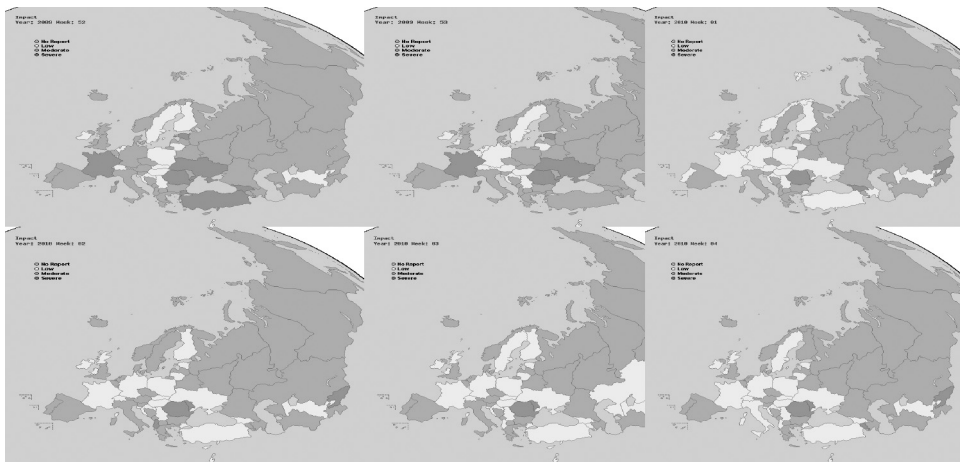 Impact
Year: 2009 Week: 52
No Report
Low
Moderate
Severe
Impact
Year: 2009 Week: 53
No Report
Low
Moderate
Severe
Impact
Year: 2010 Week: 01
No Report
Low
Moderate
Severe
Impact
Year: 2010 Week: 02
No Report
Low
Moderate
Severe
Impact
Year: 2010 Week: 03
No Report
Low
Moderate
Severe
Impact
Year: 2010 Week: 04
No Report
Low
Moderate
Severe